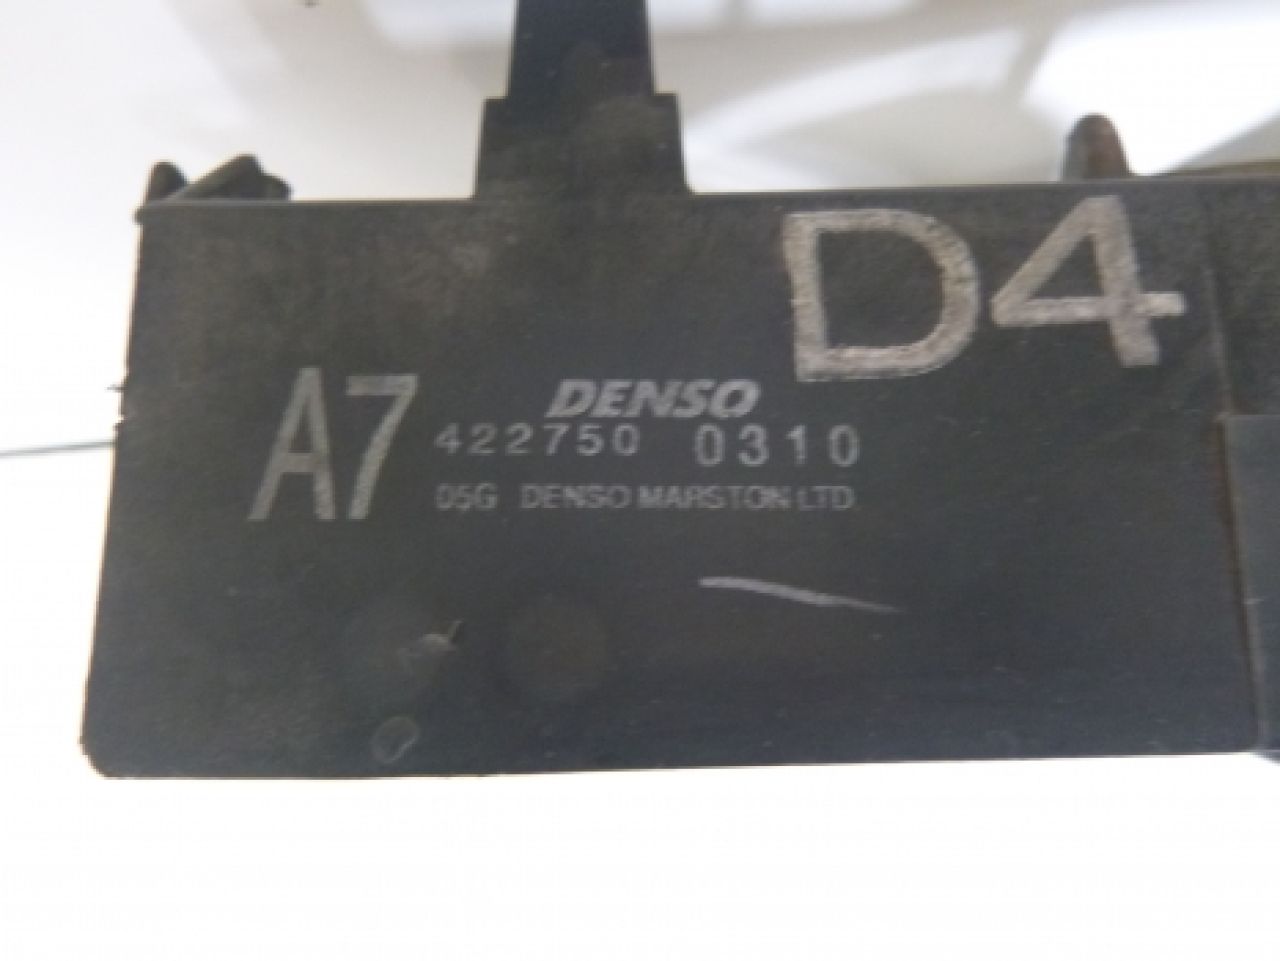 D4
A7
DENSO
422750 0310
05G DENSO MARSTON LTD.